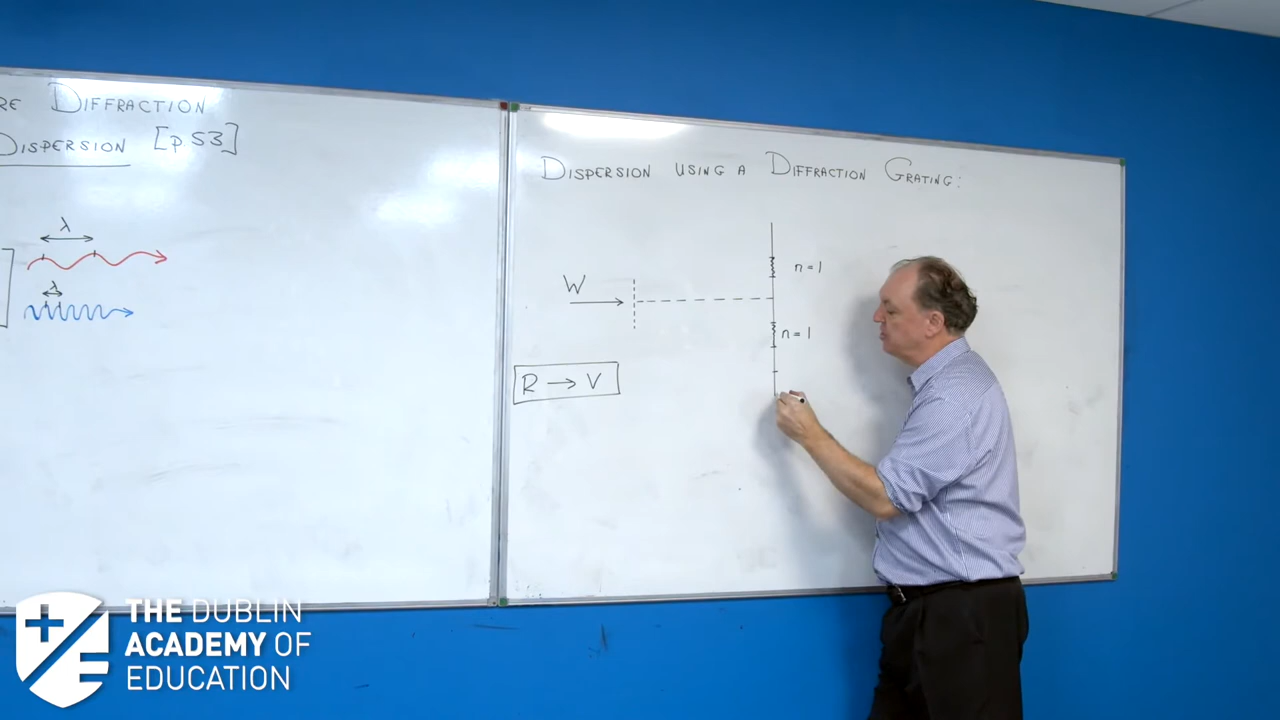 RE DIFFRACTION
DISPERSION [p.53]
λ
λ
DISPERSION USING A DIFFRACTION GRATING:
W
n=1
n=1
R → V
THE DUBLIN
ACADEMY OF
EDUCATION